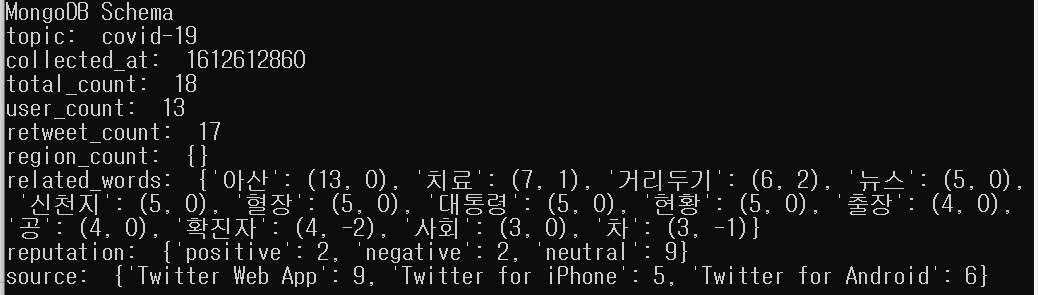 MongoDB Schema
topic:  covid-19
collected_at:  1612612860
total_count:  18
user_count:  13
retweet_count:  17
region_count:  {}
related_words:  {'아산': (13, 0), '치료': (7, 1), '거리두기': (6, 2), '뉴스': (5, 0),
'신천지': (5, 0), '혈장': (5, 0), '대통령': (5, 0), '현황': (5, 0), '출장': (4, 0),
'공': (4, 0), '확진자': (4, -2), '사회': (3, 0), '차': (3, -1)}
reputation:  {'positive': 2, 'negative': 2, 'neutral': 9}
source:  {'Twitter Web App': 9, 'Twitter for iPhone': 5, 'Twitter for Android': 6}